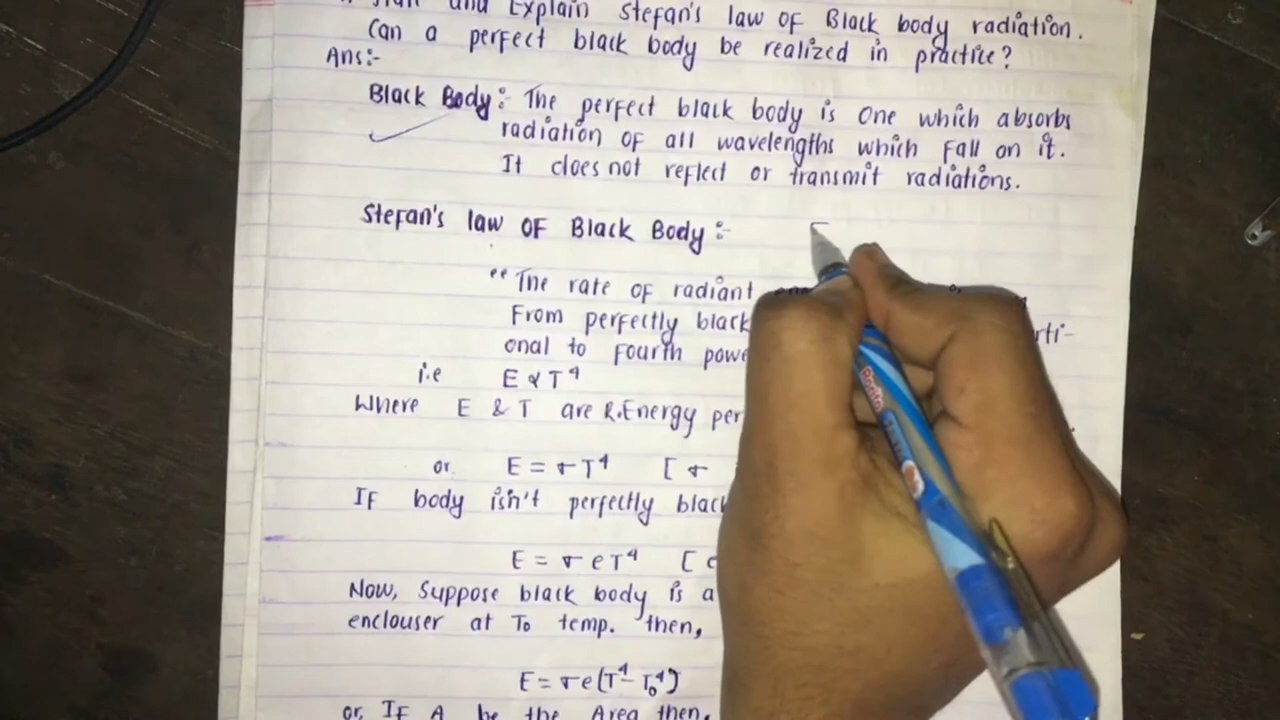 and Explain Stefan's law of Black body radiation.
Can a perfect black body be realized in practice?
Ans:-
Black Body:- The perfect black body is one which absorbs
radiation of all wavelengths which fall on it.
It does not reflect or transmit radiations.
Stefan's law of Black Body:-
"The rate of radiant
From perfectly black
onal to fourth
i.e E ∝ T⁴
Where E & T are R.Energy per
or E = σT⁴ [σ
If body isn't perfectly black
E = σeT⁴ [e
Now, Suppose black body is a
enclouser at To temp. then,
E = σe(T⁴ - T₀⁴)
or, If A be the Area then,